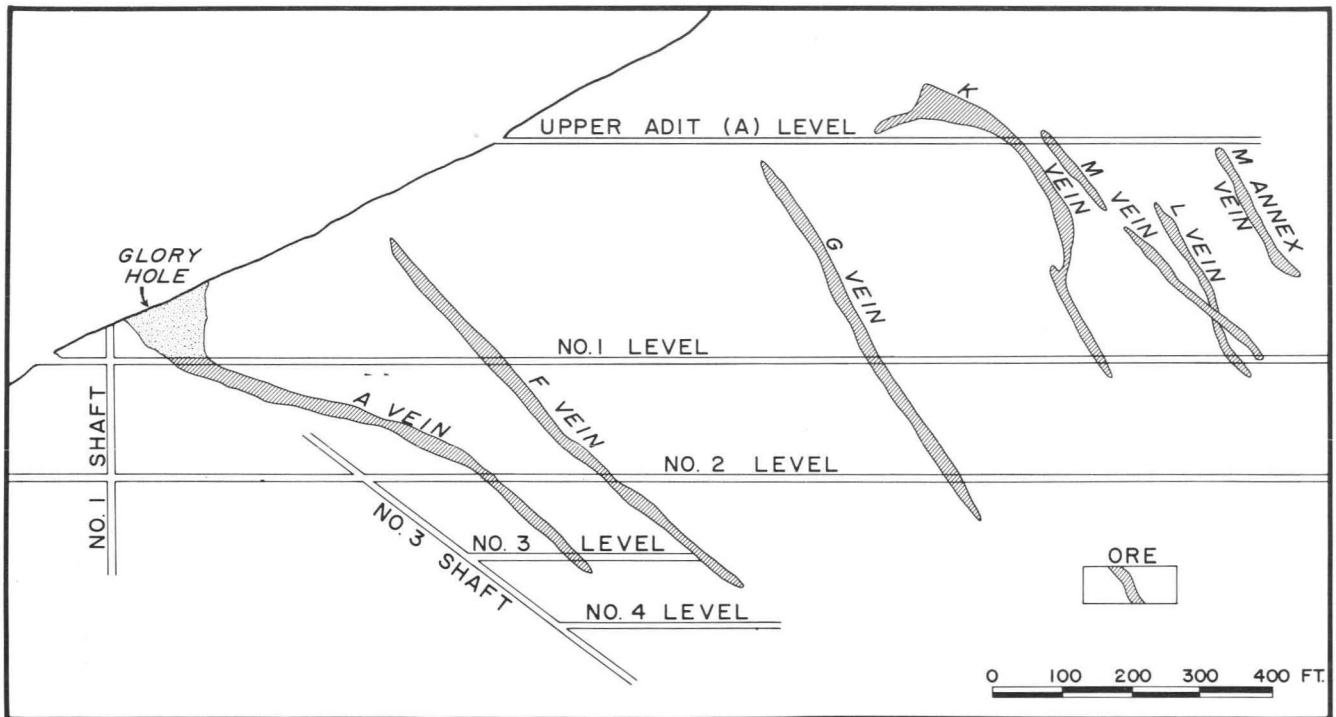 K
UPPER ADIT (A) LEVEL
VEIN
M VEIN
M ANNEX
VEIN
L VEIN
G VEIN
GLORY
HOLE
NO. 1 LEVEL
F VEIN
A VEIN
NO. 1 SHAFT
NO. 2 LEVEL
NO. 3 SHAFT
NO. 3 LEVEL
NO. 4 LEVEL
ORE
0 100 200 300 400 FT.